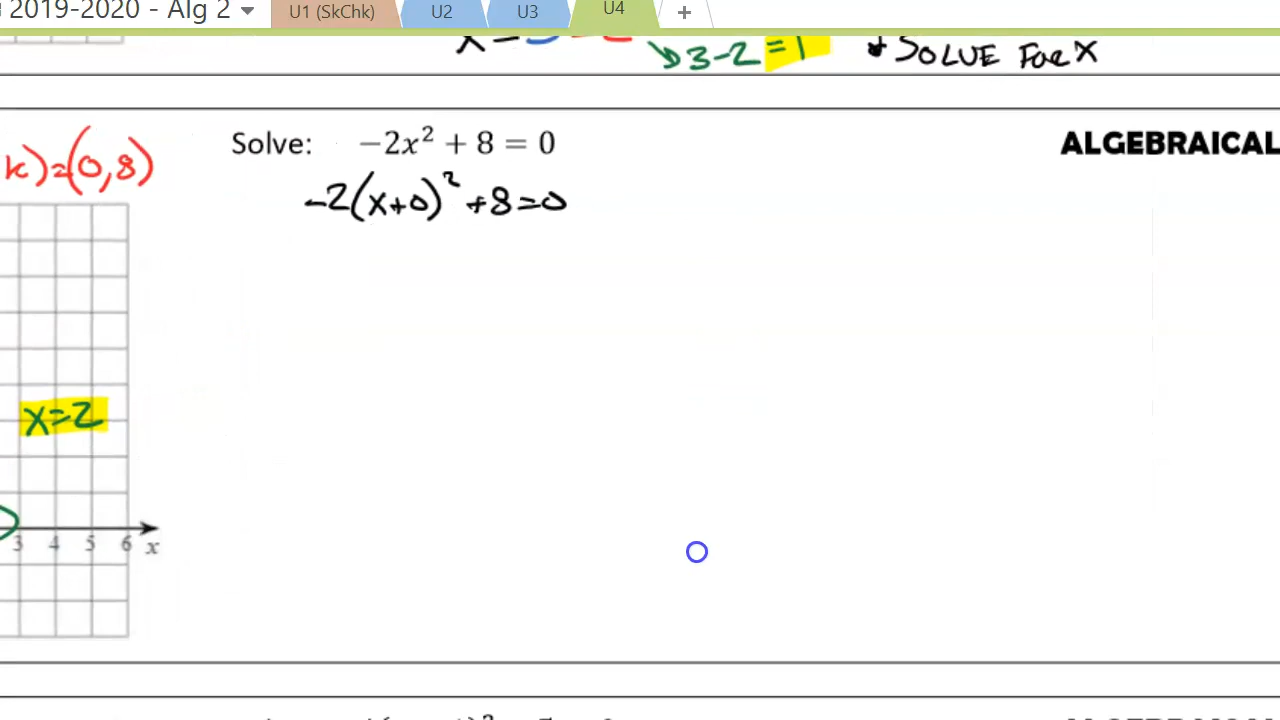 2019-2020 - Alg 2 U1 (SkChk) U2 U3 U4 +
3-2 =1 SOLVE FOR X
Solve: −2x² + 8 = 0 ALGEBRAICAL
k)=(0,8)
-2(x+0)² +8=0
x=2
3 4 5 6 x